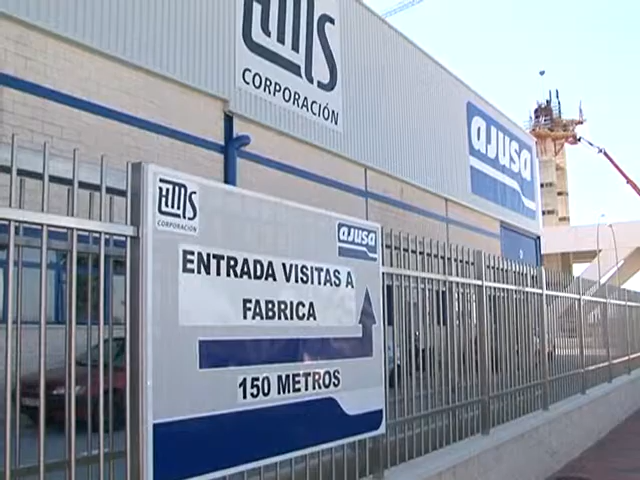 HMS
CORPORACIÓN
ajusa
HMS
CORPORACIÓN
ajusa
ENTRADA VISITAS A
FABRICA
150 METROS